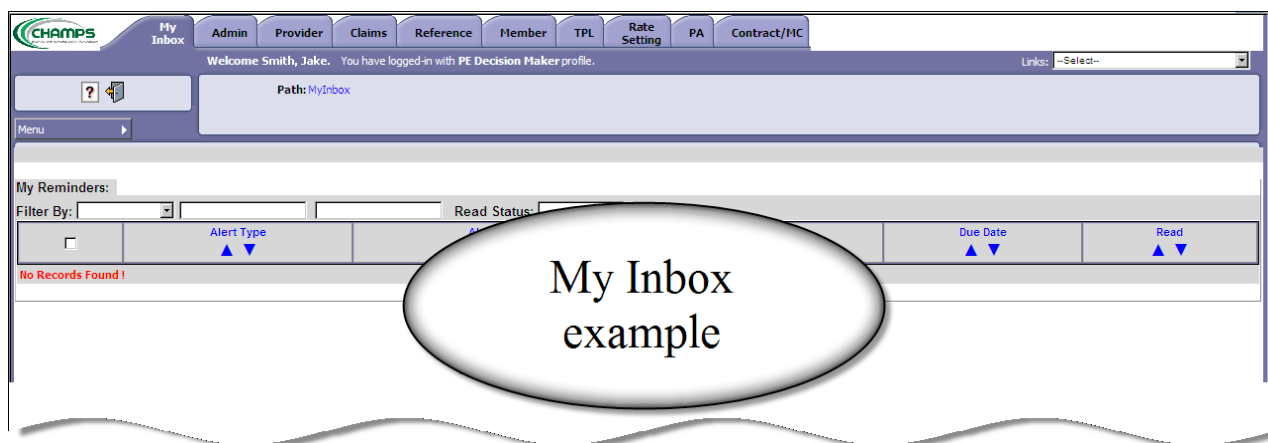 CHAMPS
My Inbox Admin Provider Claims Reference Member TPL Rate Setting PA Contract/MC
Welcome Smith, Jake. You have logged-in with PE Decision Maker profile. Links: --Select--
?
Path: MyInbox
Menu
My Reminders:
Filter By: Read Status:
Alert Type Due Date Read
No Records Found !
My Inbox
example